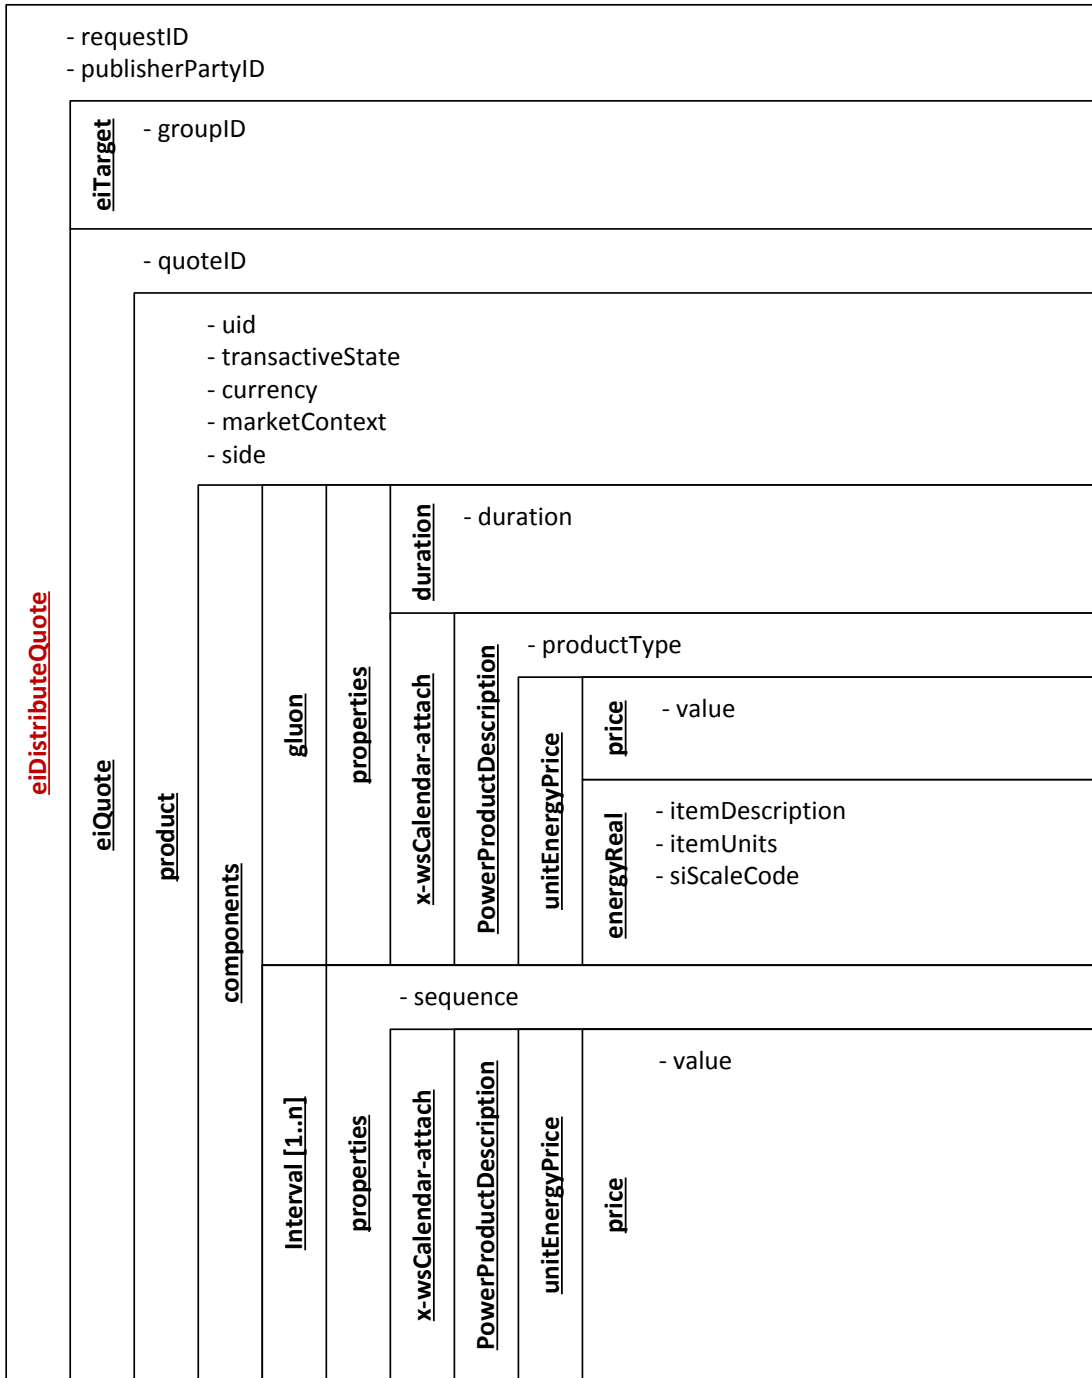 eiDistributeQuote
- requestID
- publisherPartyID
eiTarget
- groupID
eiQuote
- quoteID
product
- uid
- transactiveState
- currency
- marketContext
- side
components
gluon
properties
duration
- duration
x-wsCalendar-attach
PowerProductDescription
- productType
unitEnergyPrice
price
- value
energyReal
- itemDescription
- itemUnits
- siScaleCode
Interval [1..n]
properties
- sequence
x-wsCalendar-attach
PowerProductDescription
unitEnergyPrice
price
- value